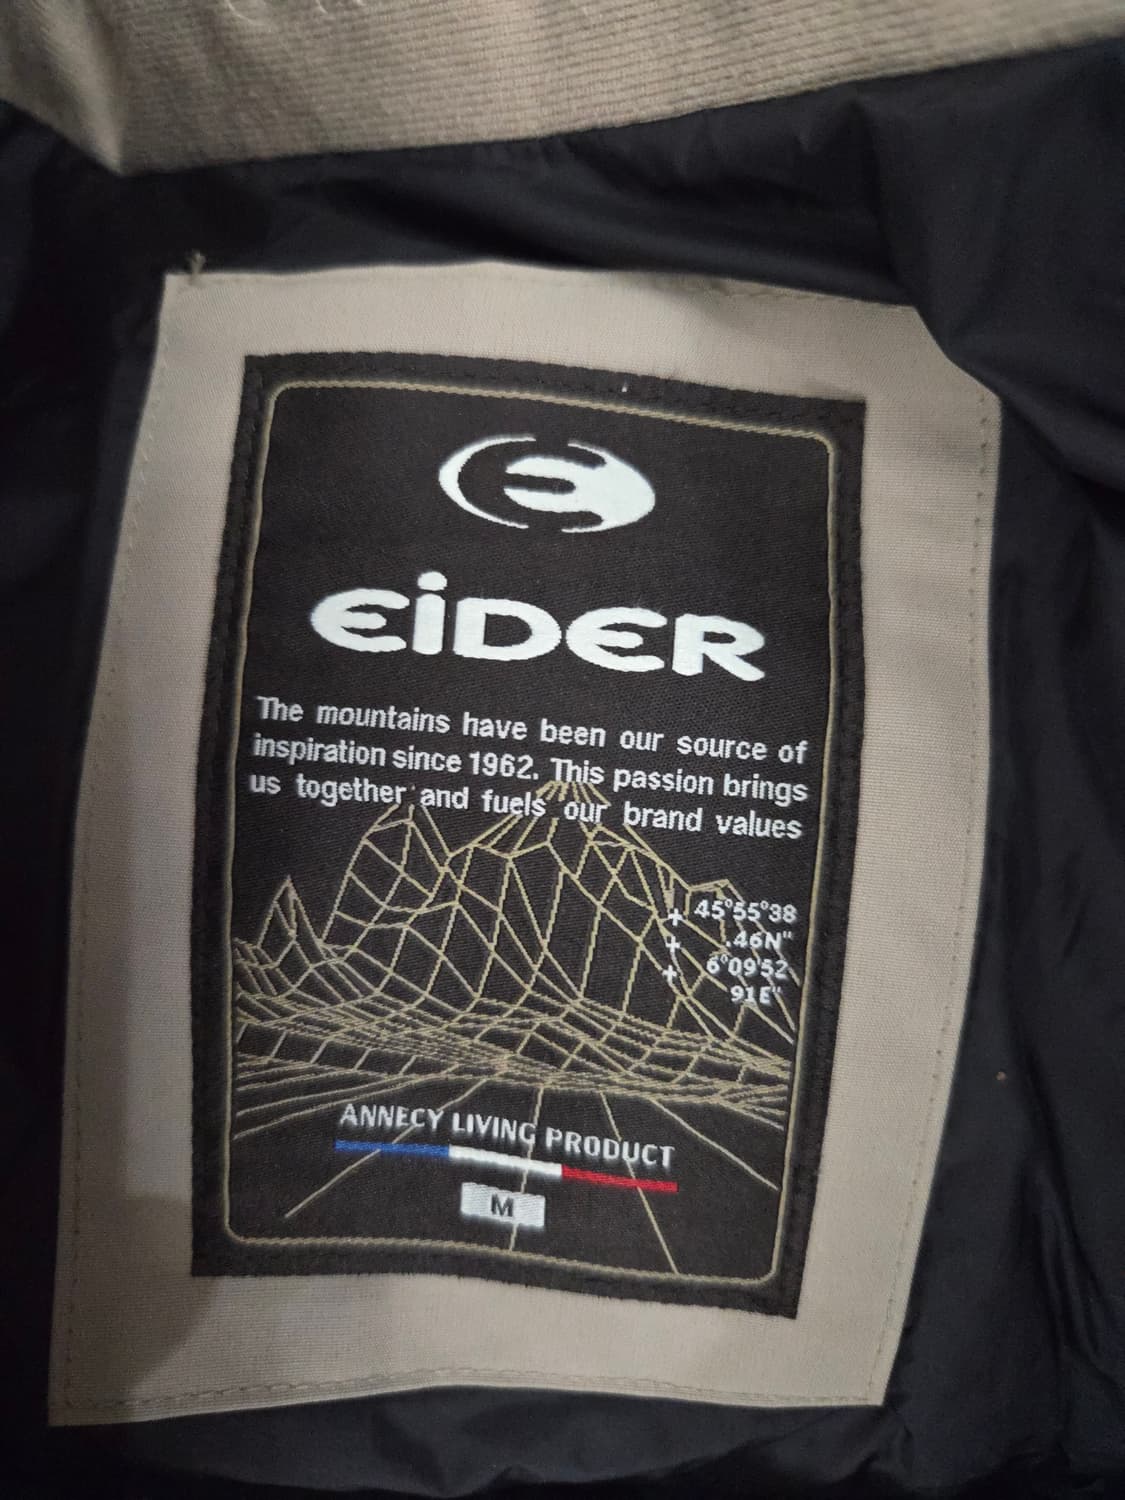 EiDER
The mountains have been our source of
inspiration since 1962. This passion brings
us together and fuels our brand values
45°55°38
.46N"
6°09'52
91E"
ANNECY LIVING PRODUCT
M